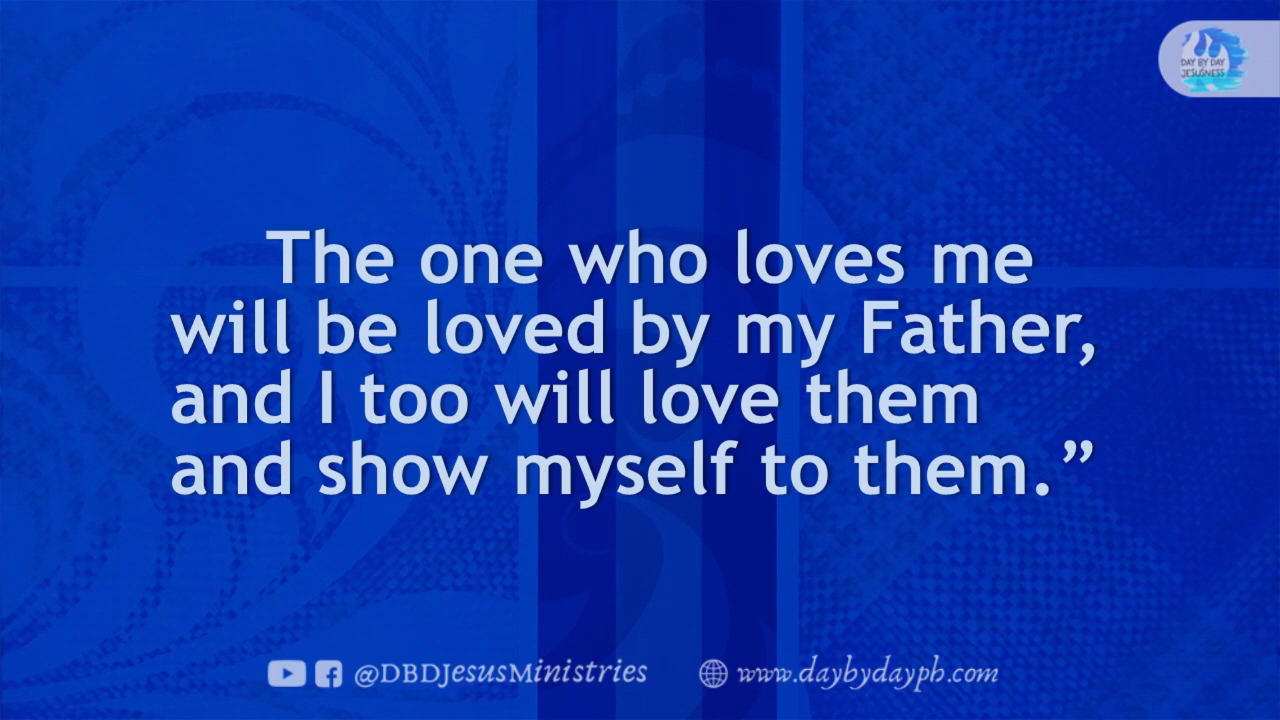 DAY BY DAY
JESUSNESS
The one who loves me
will be loved by my Father,
and I too will love them
and show myself to them.”
@DBDJesusMinistries
www.daybydayph.com